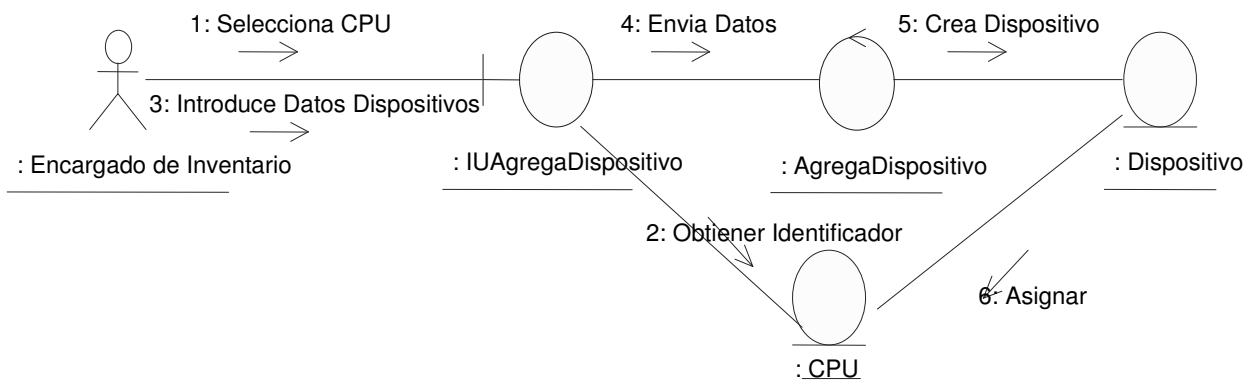 1: Selecciona CPU
4: Envia Datos
5: Crea Dispositivo
3: Introduce Datos Dispositivos
: Encargado de Inventario
: IUAgregaDispositivo
: AgregaDispositivo
: Dispositivo
2: Obtiener Identificador
6: Asignar
: CPU